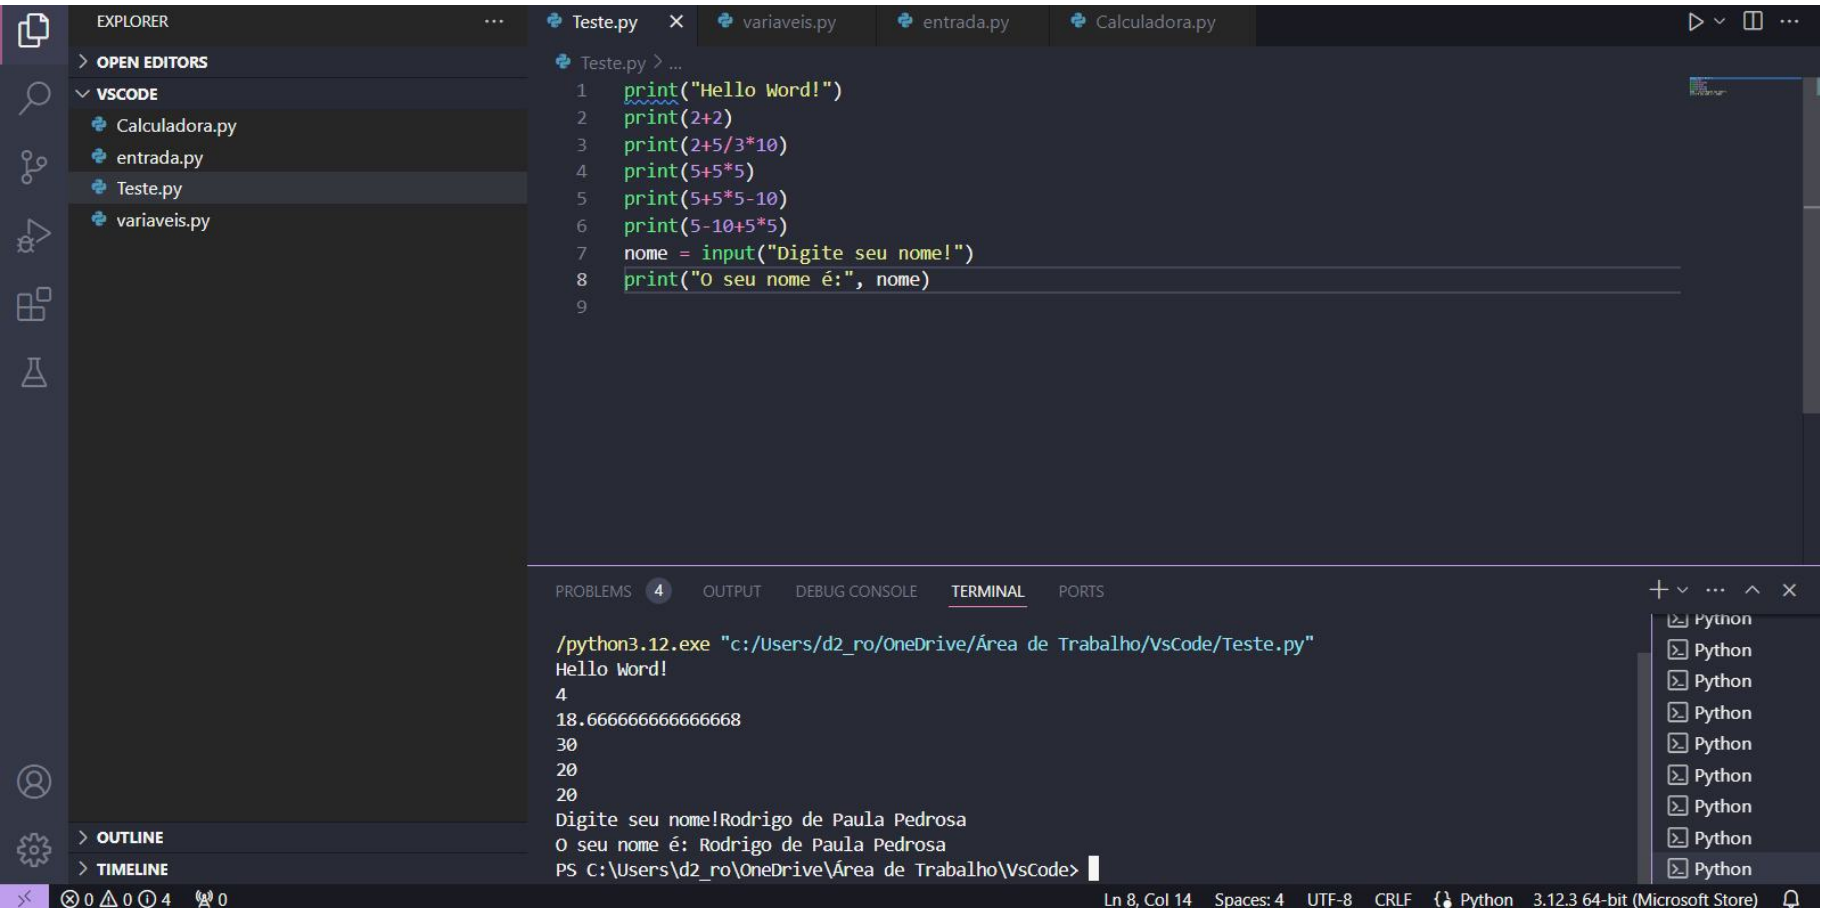 EXPLORER
OPEN EDITORS
VSCODE
Calculadora.py
entrada.py
Teste.py
variaveis.py
OUTLINE
TIMELINE
Teste.py variaveis.py entrada.py Calculadora.py
Teste.py > ...
1 print("Hello Word!")
2 print(2+2)
3 print(2+5/3*10)
4 print(5+5*5)
5 print(5+5*5-10)
6 print(5-10+5*5)
7 nome = input("Digite seu nome!")
8 print("O seu nome é:", nome)
9
PROBLEMS 4 OUTPUT DEBUG CONSOLE TERMINAL PORTS
/python3.12.exe "c:/Users/d2_ro/OneDrive/Área de Trabalho/VsCode/Teste.py"
Hello Word!
4
18.666666666666668
30
20
20
Digite seu nome!Rodrigo de Paula Pedrosa
O seu nome é: Rodrigo de Paula Pedrosa
PS C:\Users\d2_ro\OneDrive\Área de Trabalho\VsCode>
Python
Python
Python
Python
Python
Python
Python
Python
Python
0 0 4 0 Ln 8, Col 14 Spaces: 4 UTF-8 CRLF Python 3.12.3 64-bit (Microsoft Store)